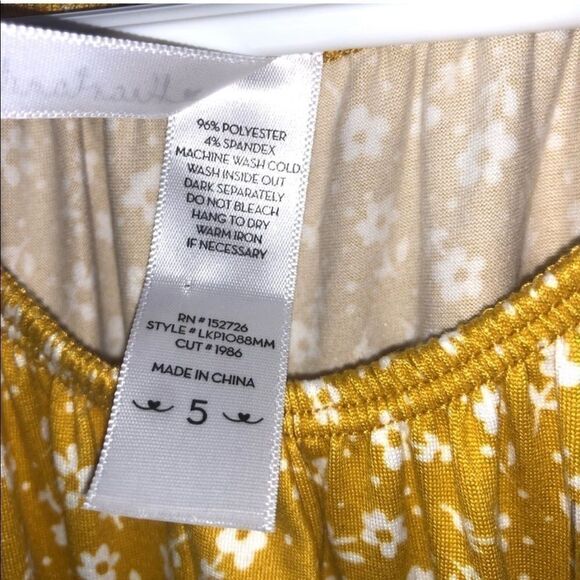 96% POLYESTER
4% SPANDEX
MACHINE WASH COLD
WASH INSIDE OUT
DARK SEPARATELY
DO NOT BLEACH
HANG TO DRY
WARM IRON
IF NECESSARY
RN # 152726
STYLE # LKP1088MM
CUT # 1986
MADE IN CHINA
5